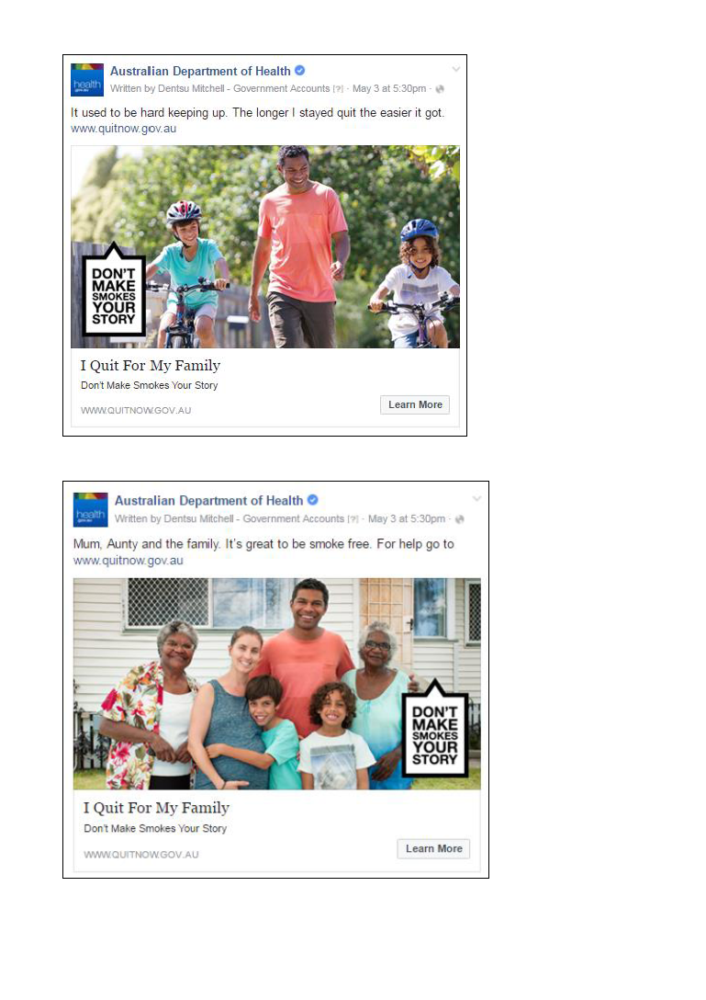 Australian Department of Health
health
gov.au
Written by Dentsu Mitchell - Government Accounts [?] · May 3 at 5:30pm ·
It used to be hard keeping up. The longer I stayed quit the easier it got.
www.quitnow.gov.au
DON'T
MAKE
SMOKES
YOUR
STORY
I Quit For My Family
Don't Make Smokes Your Story
WWW.QUITNOW.GOV.AU
Learn More
Australian Department of Health
health
gov.au
Written by Dentsu Mitchell - Government Accounts [?] · May 3 at 5:30pm ·
Mum, Aunty and the family. It's great to be smoke free. For help go to
www.quitnow.gov.au
DON'T
MAKE
SMOKES
YOUR
STORY
I Quit For My Family
Don't Make Smokes Your Story
WWW.QUITNOW.GOV.AU
Learn More